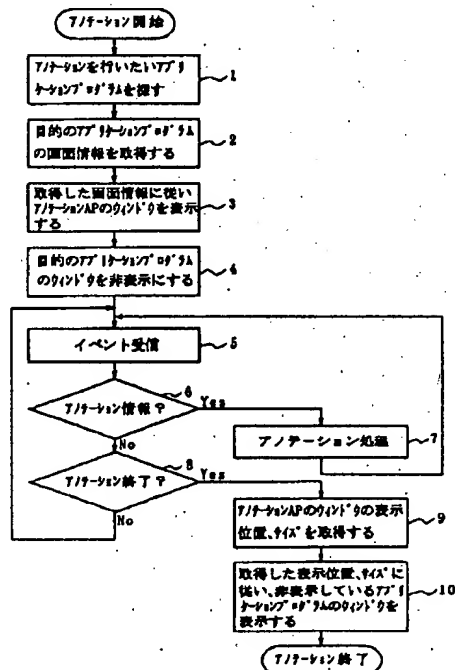 アノテーション開始
アノテーションを行いたいアプリ
ケーションプログラムを探す
1
目的のアプリケーションプログラム
の画面情報を取得する
2
取得した画面情報に従い
アノテーションAPのウィンドウを表示
する
3
目的のアプリケーションプログラム
のウィンドウを非表示にする
4
イベント受信
5
アノテーション情報?
6
Yes
No
アノテーション処理
7
アノテーション終了?
8
Yes
No
アノテーションAPのウィンドウの表示
位置、サイズを取得する
9
取得した表示位置、サイズに
従い、非表示しているアプリ
ケーションプログラムのウィンドウを
表示する
10
アノテーション終了